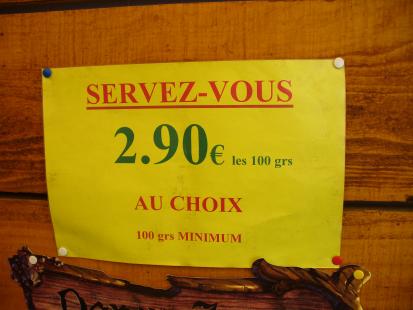 SERVEZ-VOUS
2.90€ les 100 grs
AU CHOIX
100 grs MINIMUM